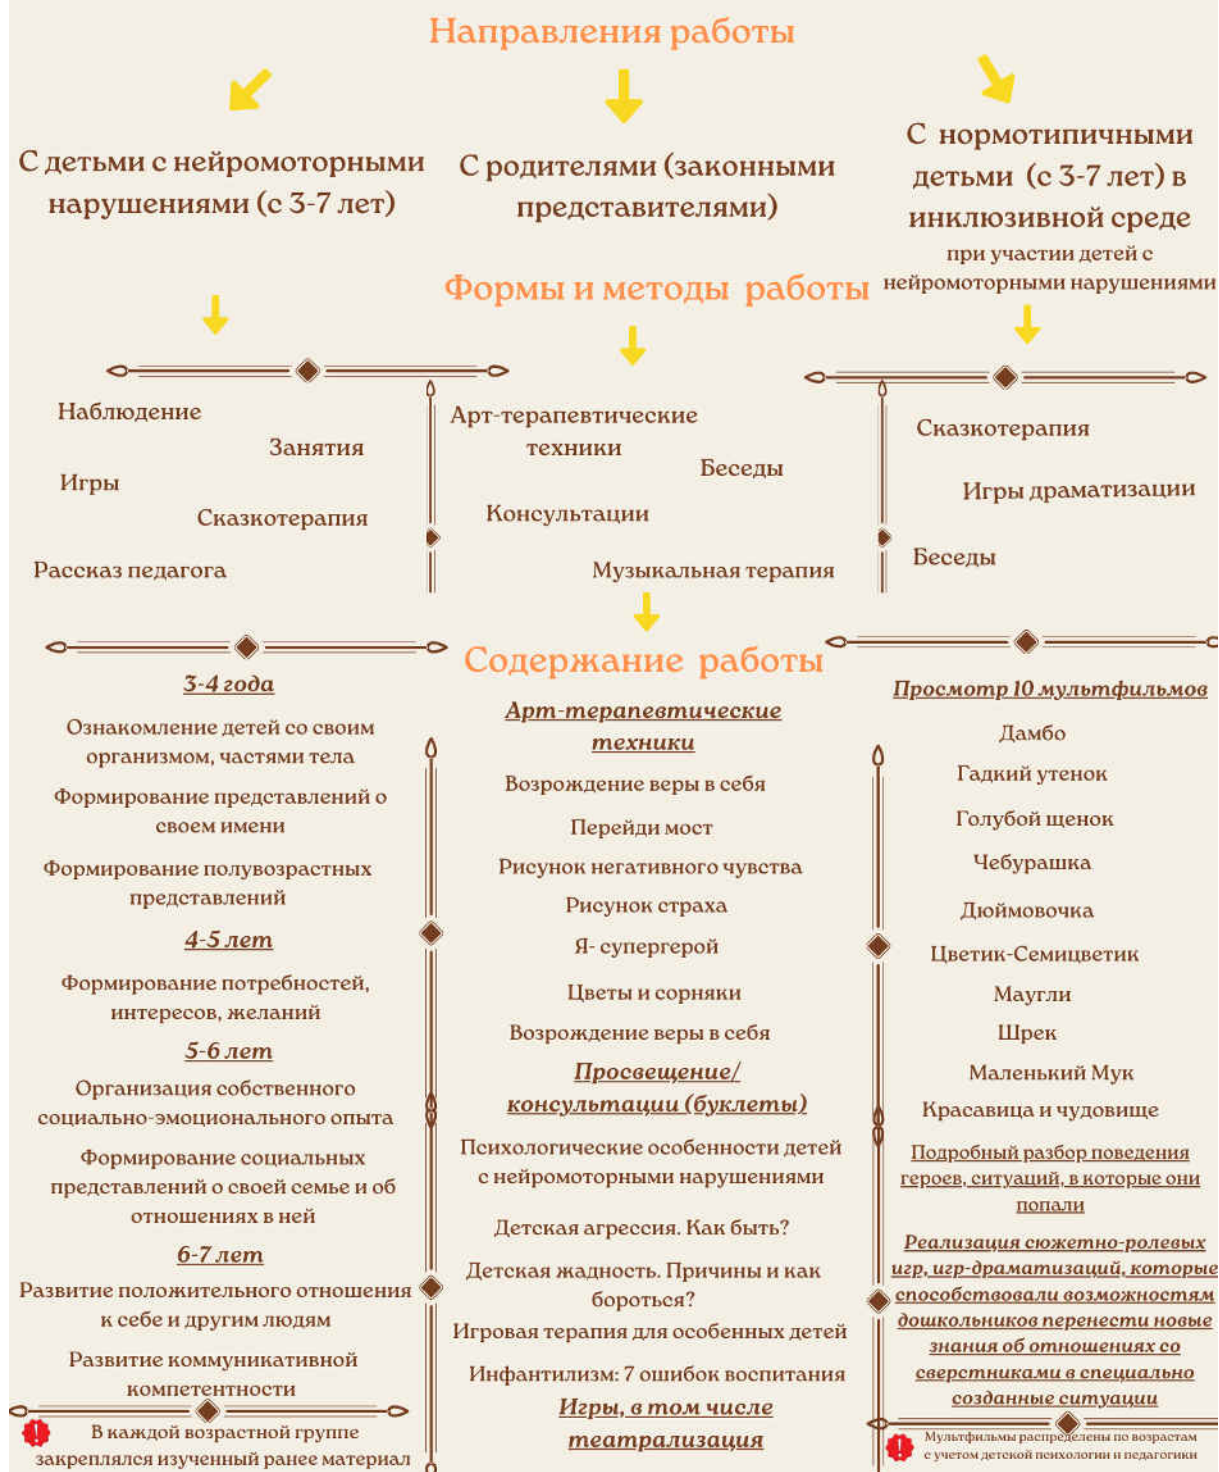 Направления работы
С детьми с нейромоторными
нарушениями (с 3-7 лет)
С родителями (законными
представителями)
С нормотипичными
детьми (с 3-7 лет) в
инклюзивной среде
при участии детей с
нейромоторными нарушениями
Формы и методы работы
Наблюдение
Занятия
Игры
Сказкотерапия
Рассказ педагога
Арт-терапевтические
техники
Беседы
Консультации
Музыкальная терапия
Сказкотерапия
Игры драматизации
Беседы
Содержание работы
3-4 года
Ознакомление детей со своим
организмом, частями тела
Формирование представлений о
своем имени
Формирование полувозрастных
представлений
4-5 лет
Формирование потребностей,
интересов, желаний
5-6 лет
Организация собственного
социально-эмоционального опыта
Формирование социальных
представлений о своей семье и об
отношениях в ней
6-7 лет
Развитие положительного отношения
к себе и другим людям
Развитие коммуникативной
компетентности
В каждой возрастной группе
закреплялся изученный ранее материал
Арт-терапевтические
техники
Возрождение веры в себя
Перейди мост
Рисунок негативного чувства
Рисунок страха
Я- супергерой
Цветы и сорняки
Возрождение веры в себя
Просвещение/
консультации (буклеты)
Психологические особенности детей
с нейромоторными нарушениями
Детская агрессия. Как быть?
Детская жадность. Причины и как
бороться?
Игровая терапия для особенных детей
Инфантилизм: 7 ошибок воспитания
Игры, в том числе
театрализация
Просмотр 10 мультфильмов
Дамбо
Гадкий утенок
Голубой щенок
Чебурашка
Дюймовочка
Цветик-Семицветик
Маугли
Шрек
Маленький Мук
Красавица и чудовище
Подробный разбор поведения
героев, ситуаций, в которые они
попали
Реализация сюжетно-ролевых
игр, игр-драматизаций, которые
способствовали возможностям
дошкольников перенести новые
знания об отношениях со
сверстниками в специально
созданные ситуации
Мультфильмы распределены по возрастам
с учетом детской психологии и педагогики